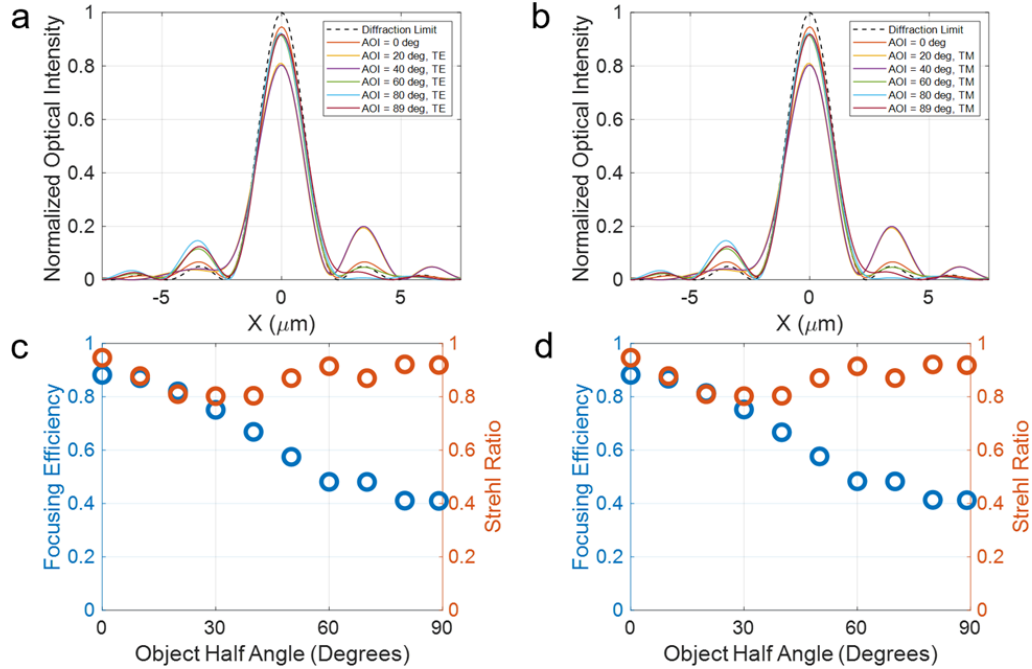 a
Normalized Optical Intensity
1
0.8
0.6
0.4
0.2
0
-5
0
5
X (μm)
Diffraction Limit
AOI = 0 deg
AOI = 20 deg, TE
AOI = 40 deg, TE
AOI = 60 deg, TE
AOI = 80 deg, TE
AOI = 89 deg, TE
b
Normalized Optical Intensity
1
0.8
0.6
0.4
0.2
0
-5
0
5
X (μm)
Diffraction Limit
AOI = 0 deg
AOI = 20 deg, TM
AOI = 40 deg, TM
AOI = 60 deg, TM
AOI = 80 deg, TM
AOI = 89 deg, TM
c
Focusing Efficiency
1
0.8
0.6
0.4
0.2
0
0
30
60
90
Object Half Angle (Degrees)
1
0.8
0.6
0.4
0.2
0
Strehl Ratio
d
Focusing Efficiency
1
0.8
0.6
0.4
0.2
0
0
30
60
90
Object Half Angle (Degrees)
1
0.8
0.6
0.4
0.2
0
Strehl Ratio